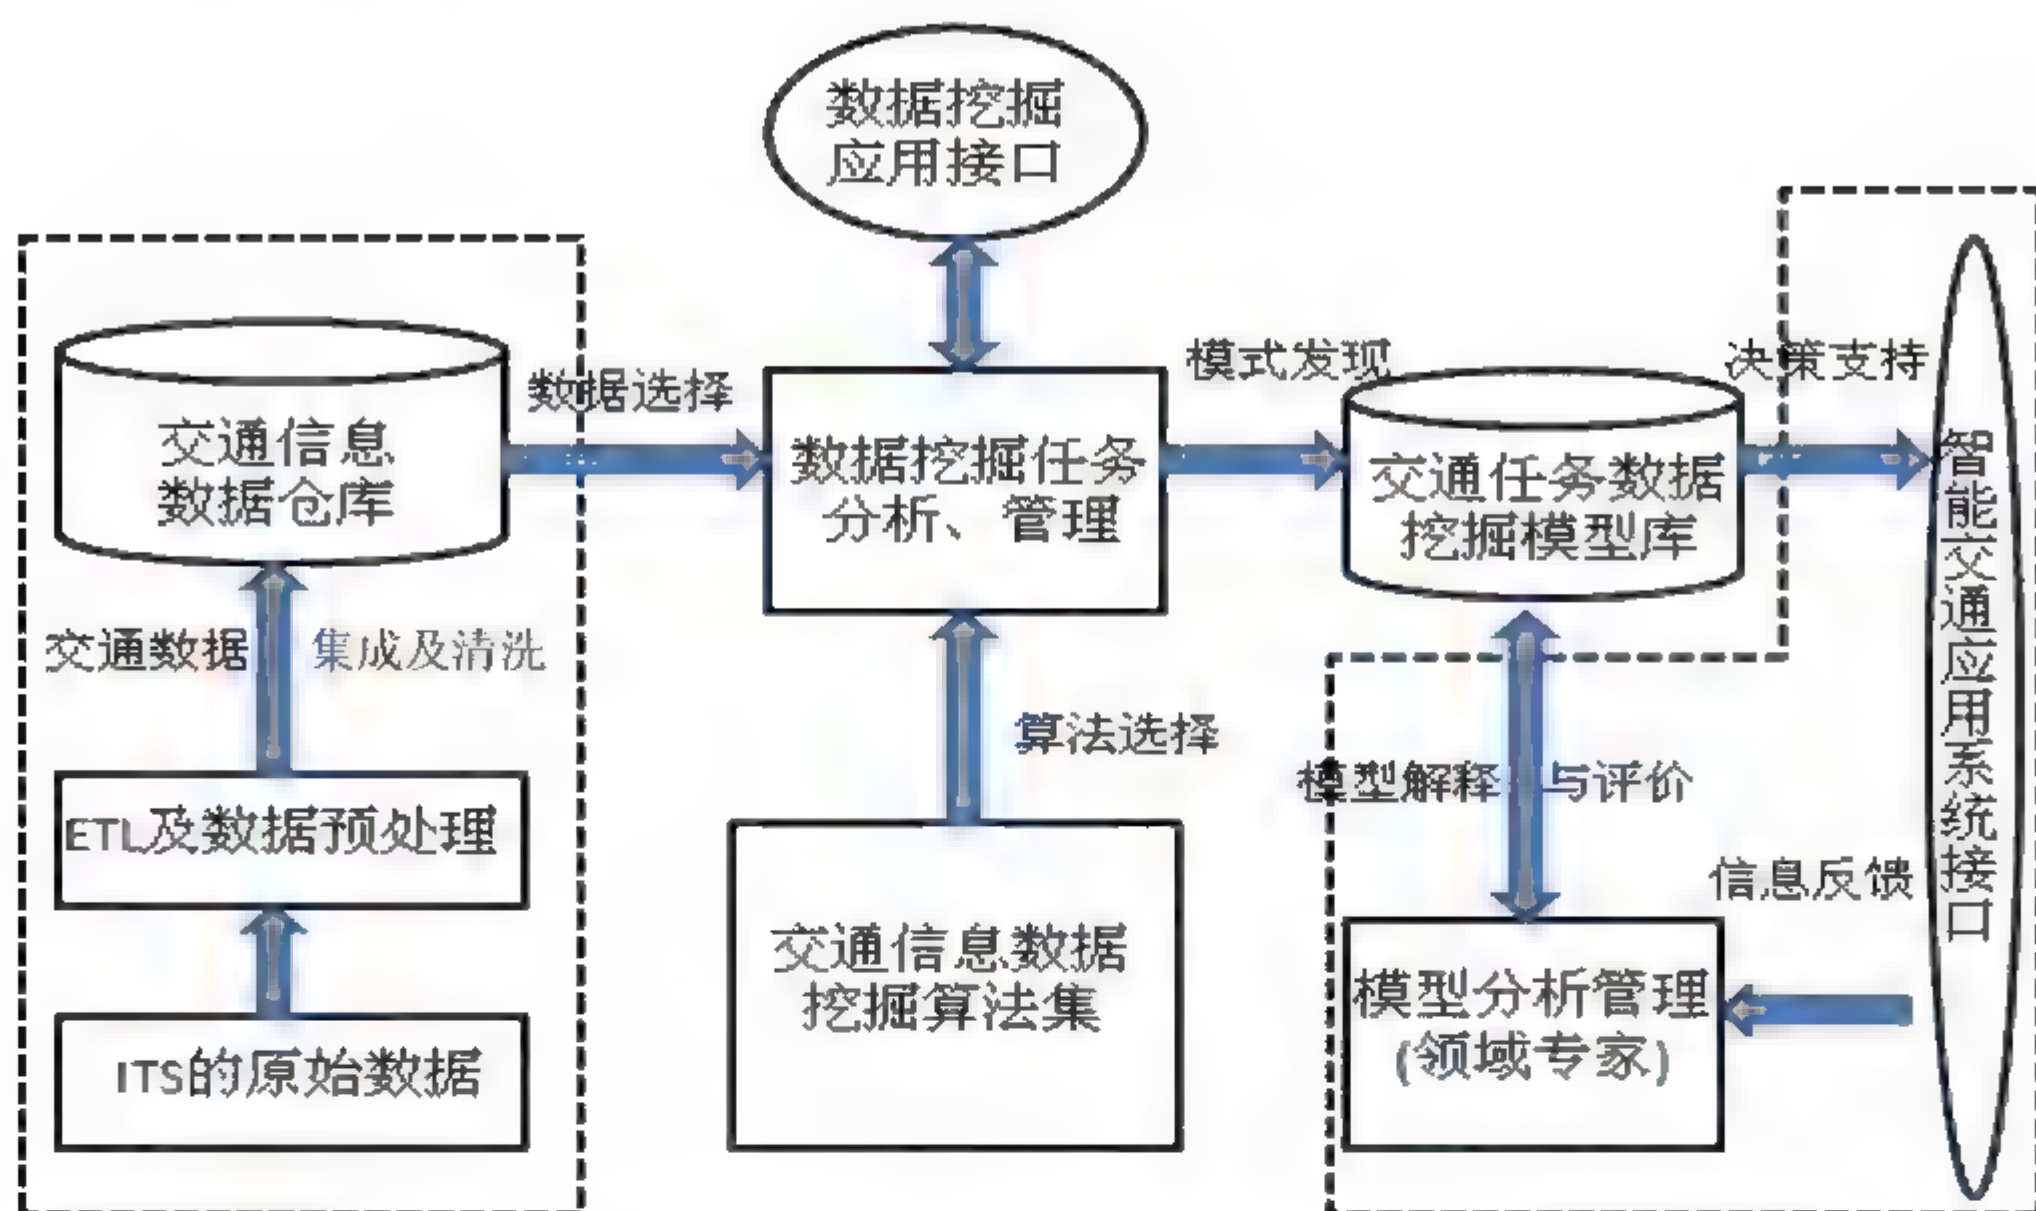 数据挖掘
应用接口
交通信息
数据仓库
数据选择
数据挖掘任务
分析、管理
模式发现
交通任务数据
挖掘模型库
决策支持
智能交通应用系统接口
交通数据 集成及清洗
ETL及数据预处理
ITS的原始数据
算法选择
交通信息数据
挖掘算法集
模型解释 与评价
信息反馈
模型分析管理
(领域专家)